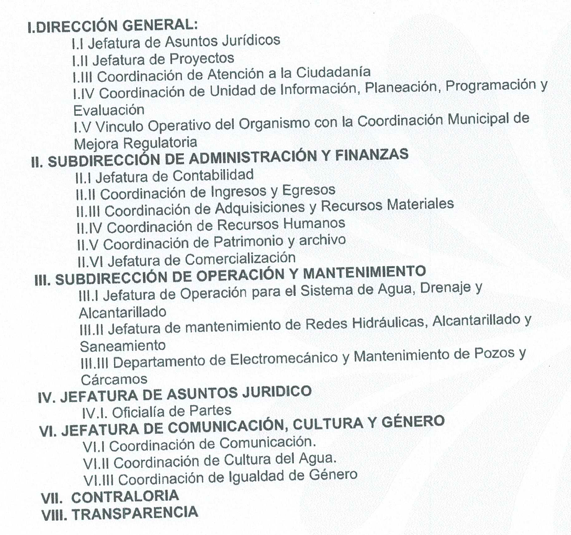 I.DIRECCIÓN GENERAL:
I.I Jefatura de Asuntos Jurídicos
I.II Jefatura de Proyectos
I.III Coordinación de Atención a la Ciudadanía
I.IV Coordinación de Unidad de Información, Planeación, Programación y
Evaluación
I.V Vinculo Operativo del Organismo con la Coordinación Municipal de
Mejora Regulatoria
II. SUBDIRECCIÓN DE ADMINISTRACIÓN Y FINANZAS
II.I Jefatura de Contabilidad
II.II Coordinación de Ingresos y Egresos
II.III Coordinación de Adquisiciones y Recursos Materiales
II.IV Coordinación de Recursos Humanos
II.V Coordinación de Patrimonio y archivo
II.VI Jefatura de Comercialización
III. SUBDIRECCIÓN DE OPERACIÓN Y MANTENIMIENTO
III.I Jefatura de Operación para el Sistema de Agua, Drenaje y
Alcantarillado
III.II Jefatura de mantenimiento de Redes Hidráulicas, Alcantarillado y
Saneamiento
III.III Departamento de Electromecánico y Mantenimiento de Pozos y
Cárcamos
IV. JEFATURA DE ASUNTOS JURIDICO
IV.I. Oficialía de Partes
VI. JEFATURA DE COMUNICACIÓN, CULTURA Y GÉNERO
VI.I Coordinación de Comunicación.
VI.II Coordinación de Cultura del Agua.
VI.III Coordinación de Igualdad de Género
VII. CONTRALORIA
VIII. TRANSPARENCIA